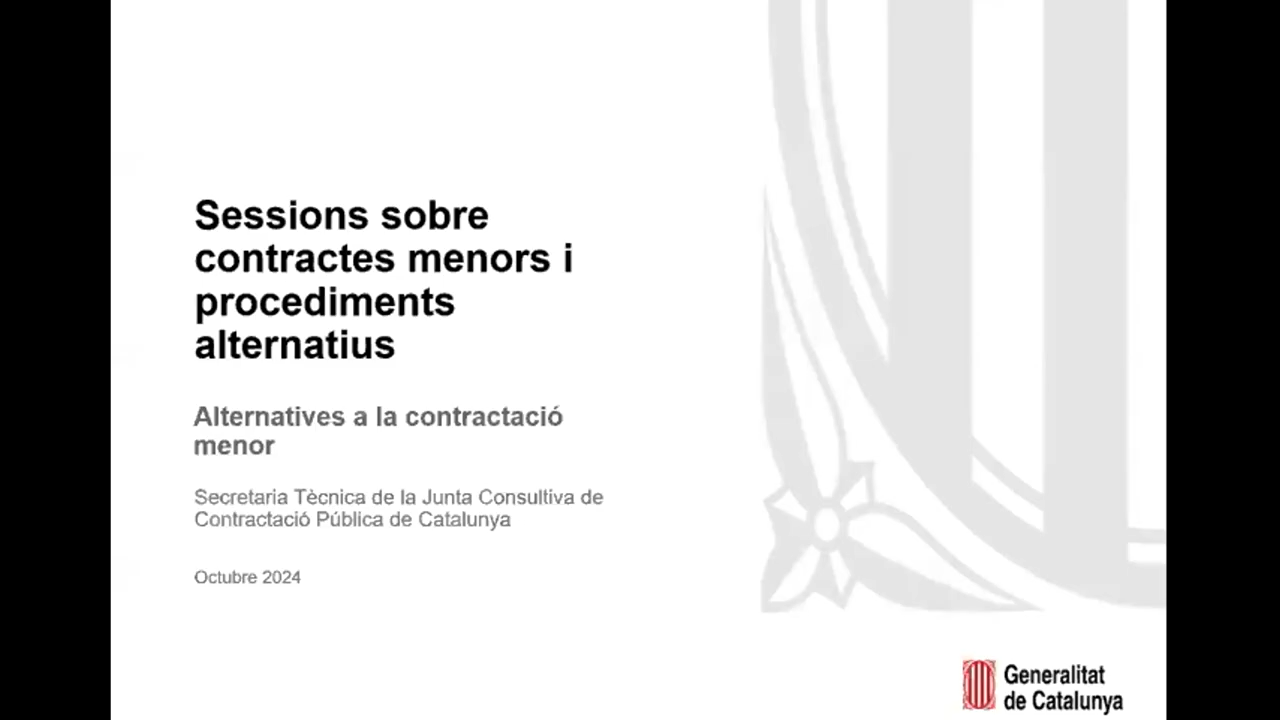 Sessions sobre
contractes menors i
procediments
alternatius
Alternatives a la contractació
menor
Secretaria Tècnica de la Junta Consultiva de
Contractació Pública de Catalunya
Octubre 2024
Generalitat
de Catalunya